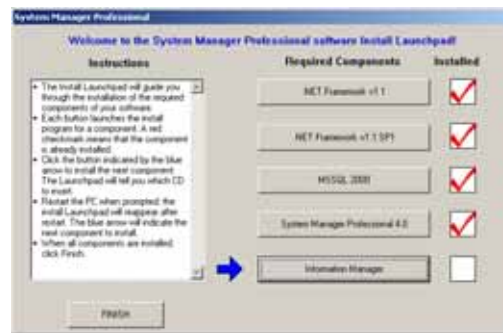 System Manager Professional
Welcome to the System Manager Professional software Install Launchpad!
Instructions
Required Components
Installed
• The Install Launchpad will guide you
through the installation of the required
components of your software.
• Each button launches the install
program for a component. A red
checkmark means that the component
is already installed.
• Click the button indicated by the blue
arrow to install the next component.
The Launchpad will tell you which CD
to insert.
• Restart the PC when prompted; the
Install Launchpad will reappear after
restart. The blue arrow will indicate the
next component to install.
• When all components are installed,
click Finish.
.NET Framework v1.1
.NET Framework v1.1 SP1
MSSQL 2000
System Manager Professional 4.0
Information Manager
FINISH